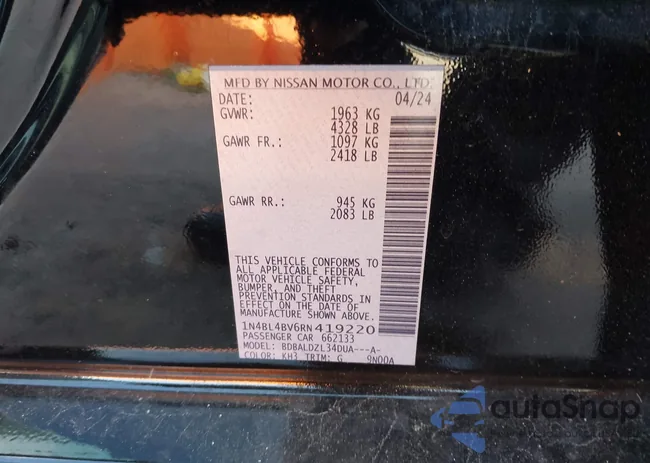 MFD BY NISSAN MOTOR CO., LTD.
DATE: 04/24
GVWR: 1963 KG
4328 LB
GAWR FR.: 1097 KG
2418 LB
GAWR RR.: 945 KG
2083 LB
THIS VEHICLE CONFORMS TO
ALL APPLICABLE FEDERAL
MOTOR VEHICLE SAFETY,
BUMPER, AND THEFT
PREVENTION STANDARDS IN
EFFECT ON THE DATE OF
MANUFACTURE SHOWN ABOVE.
1N4BL4BV6RN419220
PASSENGER CAR 662133
MODEL: BDBALDZL34DUA---A-
COLOR: KH3 TRIM: G 9N00A
autoSnap